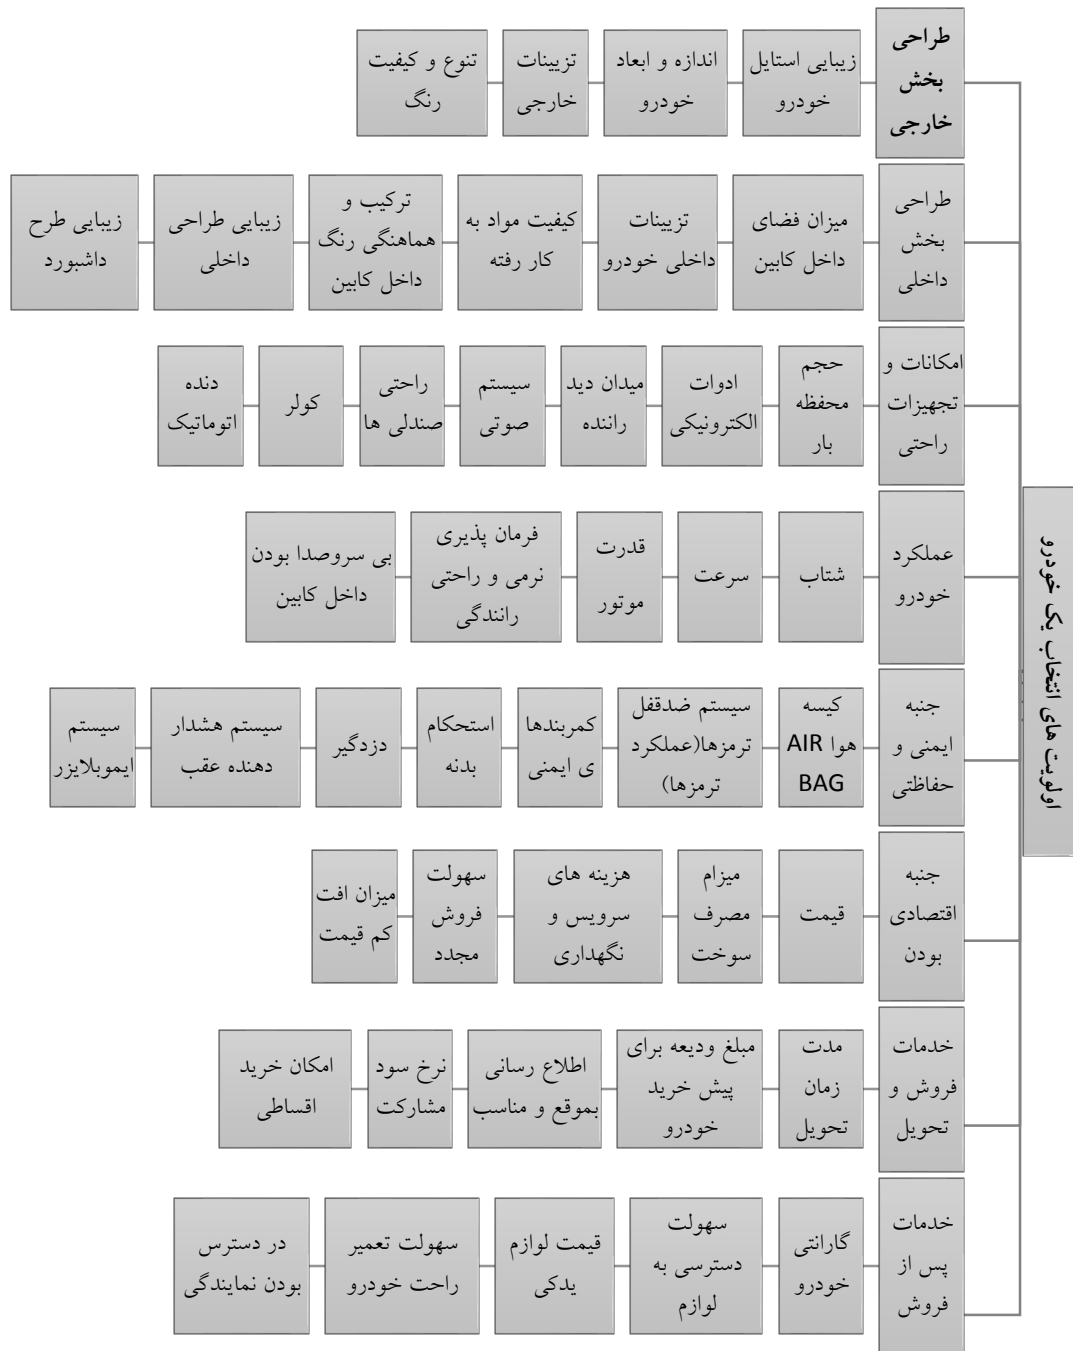 اولویت های انتخاب یک خودرو
طراحی
بخش
خارجی
زیبایی استایل
خودرو
اندازه و ابعاد
خودرو
تزیینات
خارجی
تنوع و کیفیت
رنگ
طراحی
بخش
داخلی
میزان فضای
داخل کابین
تزیینات
داخلی خودرو
کیفیت مواد به
کار رفته
ترکیب و
هماهنگی رنگ
داخل کابین
زیبایی طراحی
داخلی
زیبایی طرح
داشبورد
امکانات و
تجهیزات
راحتی
حجم
محفظه
بار
ادوات
الکترونیکی
میدان دید
راننده
سیستم
صوتی
راحتی
صندلی ها
کولر
دنده
اتوماتیک
عملکرد
خودرو
شتاب
سرعت
قدرت
موتور
فرمان پذیری
نرمی و راحتی
رانندگی
بی سروصدا بودن
داخل کابین
جنبه
ایمنی و
حفاظتی
کیسه
هوا AIR
BAG
سیستم ضدقفل
ترمزها(عملکرد
ترمزها)
کمربندها
ی ایمنی
استحکام
بدنه
دزدگیر
سیستم هشدار
دهنده عقب
سیستم
ایموبلایزر
جنبه
اقتصادی
بودن
قیمت
میزام
مصرف
سوخت
هزینه های
سرویس و
نگهداری
سهولت
فروش
مجدد
میزان افت
کم قیمت
خدمات
فروش و
تحویل
مدت
زمان
تحویل
مبلغ ودیعه برای
پیش خرید
خودرو
اطلاع رسانی
بموقع و مناسب
نرخ سود
مشارکت
امکان خرید
اقساطی
خدمات
پس از
فروش
گارانتی
خودرو
سهولت
دسترسی به
لوازم
قیمت لوازم
یدکی
سهولت تعمیر
راحت خودرو
در دسترس
بودن نمایندگی